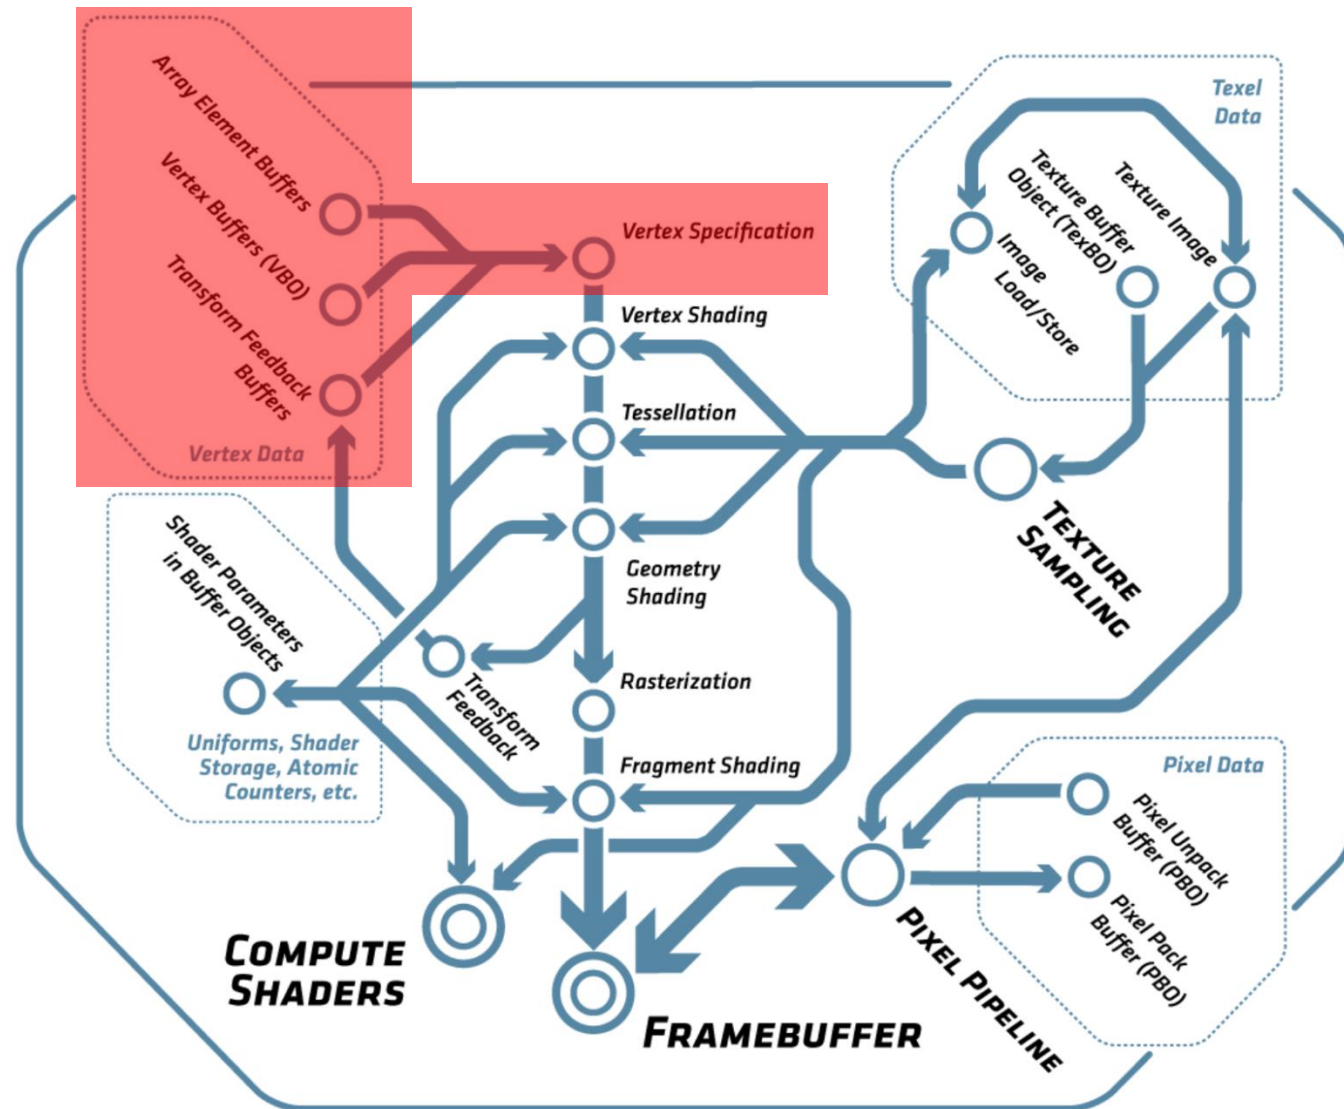 Array Element Buffers
Vertex Buffers (VBO)
Transform Feedback
Buffers
Vertex Data
Vertex Specification
Vertex Shading
Tessellation
Geometry
Shading
Rasterization
Fragment Shading
Transform
Feedback
Shader Parameters
in Buffer Objects
Uniforms, Shader
Storage, Atomic
Counters, etc.
COMPUTE
SHADERS
FRAMEBUFFER
Texel
Data
Texture Image
Texture Buffer
Object (TexBO)
Image
Load/Store
TEXTURE
SAMPLING
Pixel Data
Pixel Unpack
Buffer (PBO)
Pixel Pack
Buffer (PBO)
PIXEL PIPELINE